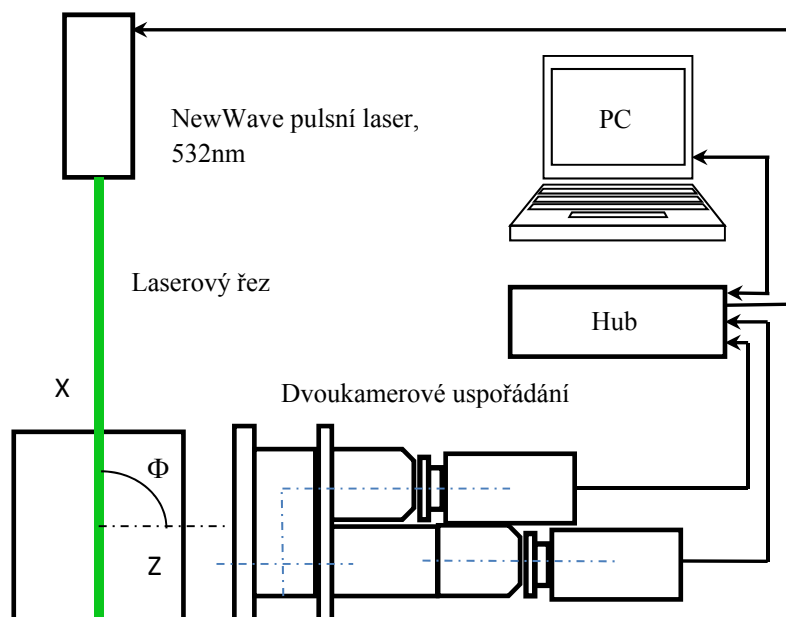 NewWave pulsní laser,
532nm
PC
Laserový řez
Hub
X
Dvoukamerové uspořádání
Φ
Z